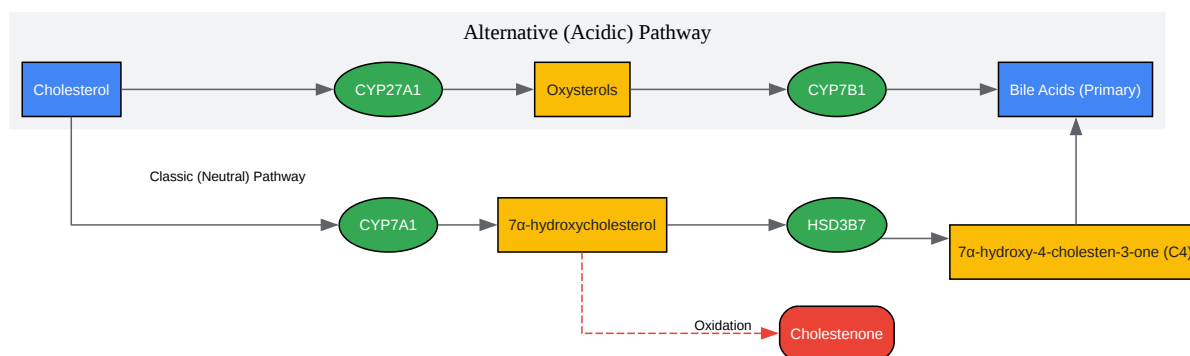 Alternative (Acidic) Pathway
Cholesterol
CYP27A1
Oxysterols
CYP7B1
Bile Acids (Primary)
Classic (Neutral) Pathway
CYP7A1
7α-hydroxycholesterol
HSD3B7
7α-hydroxy-4-cholesten-3-one (C4)
Oxidation
Cholestenone